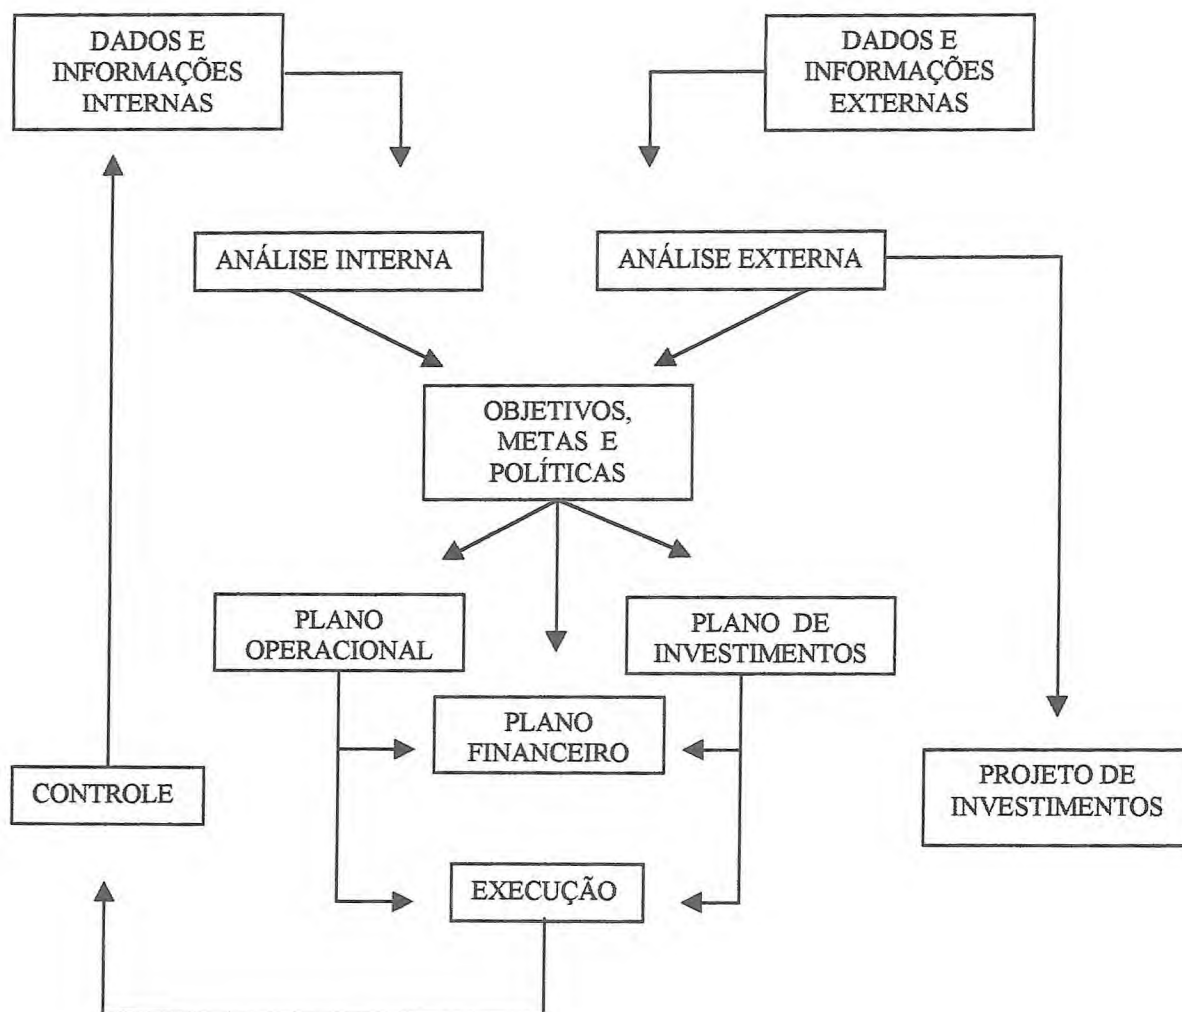 DADOS E
INFORMAÇÕES
INTERNAS
DADOS E
INFORMAÇÕES
EXTERNAS
ANÁLISE INTERNA
ANÁLISE EXTERNA
OBJETIVOS,
METAS E
POLÍTICAS
PLANO
OPERACIONAL
PLANO DE
INVESTIMENTOS
PLANO
FINANCEIRO
CONTROLE
PROJETO DE
INVESTIMENTOS
EXECUÇÃO